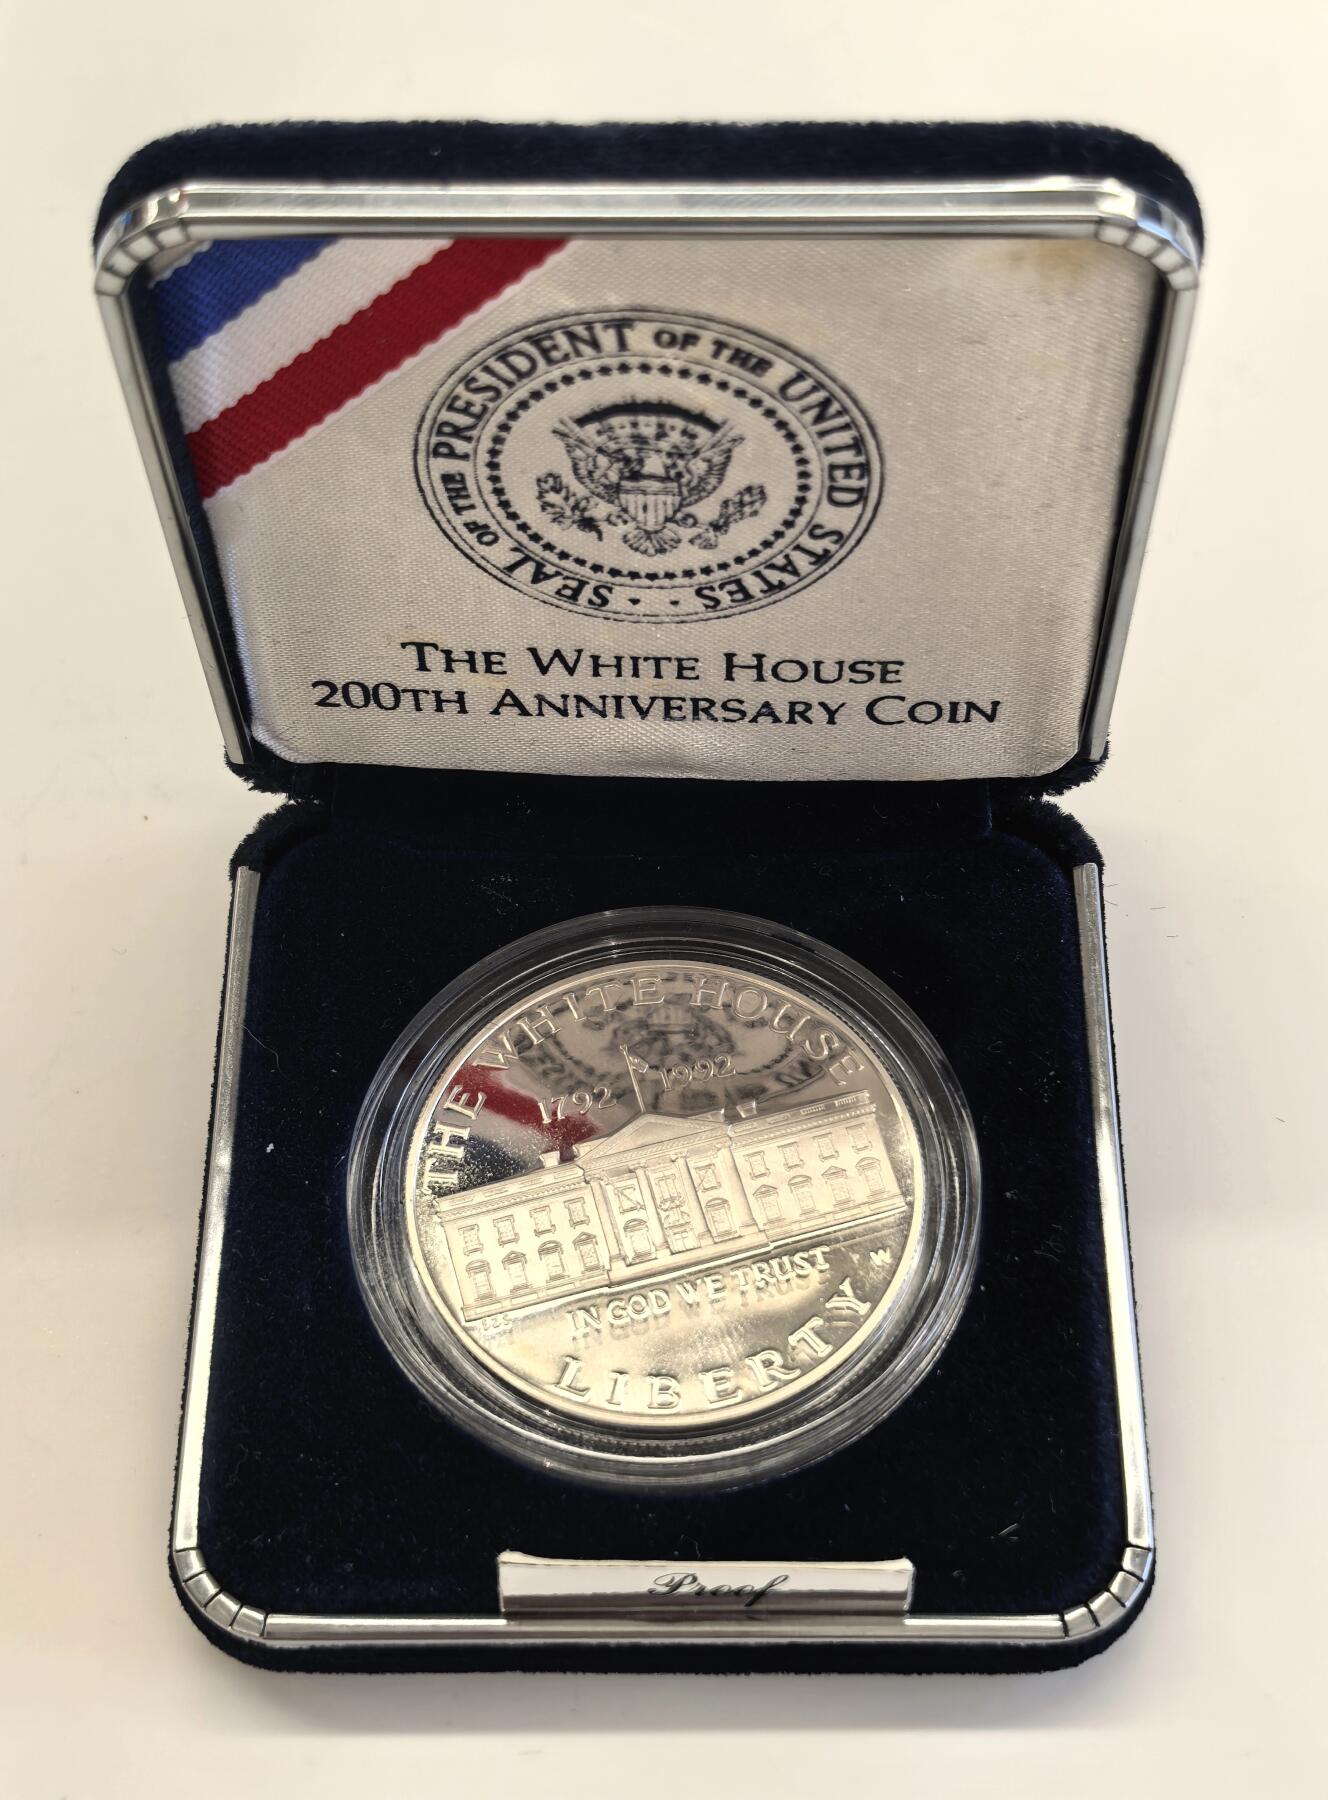 SEAL OF THE PRESIDENT OF THE UNITED STATES
THE WHITE HOUSE
200TH ANNIVERSARY COIN
THE WHITE HOUSE
1792 1992
IN GOD WE TRUST
W
LIBERTY
Proof